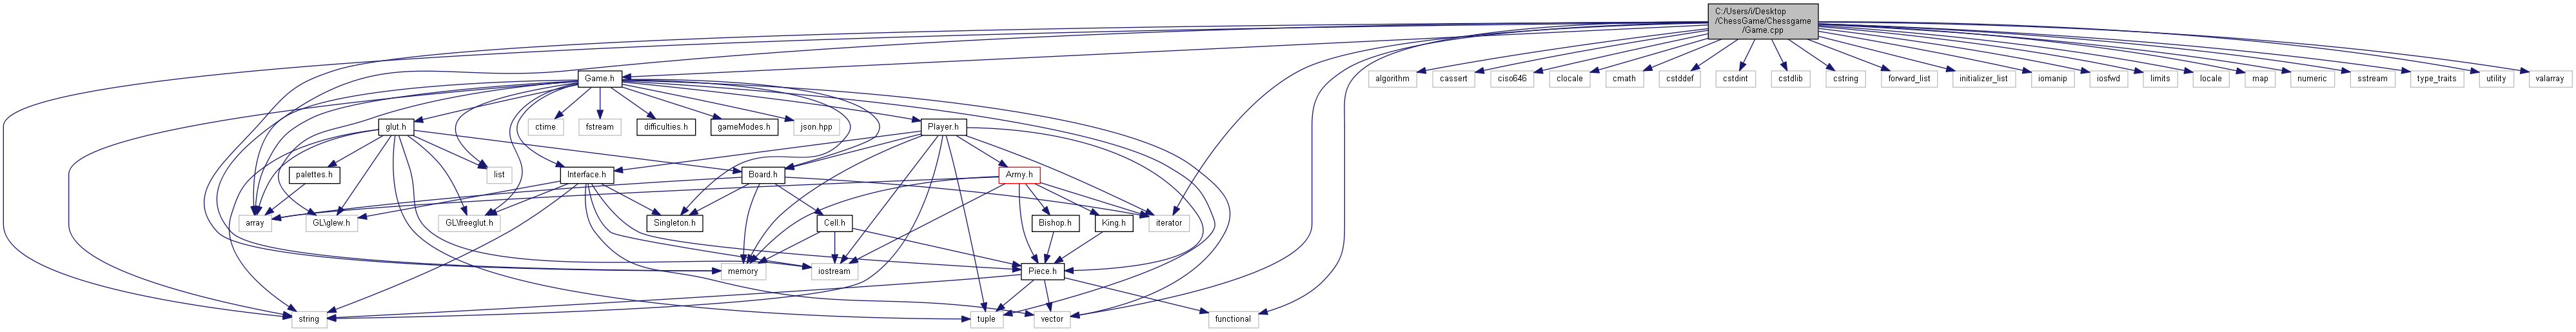 C:/Users/i/Desktop
/ChessGame/Chessgame
/Game.cpp
algorithm
cassert
ciso646
clocale
cmath
cstddef
cstdint
cstdlib
cstring
forward_list
initializer_list
iomanip
iosfwd
limits
locale
map
numeric
sstream
type_traits
utility
valarray
Game.h
glut.h
ctime
fstream
difficulties.h
gameModes.h
json.hpp
Player.h
palettes.h
list
Interface.h
Board.h
Army.h
array
GL\glew.h
GL\freeglut.h
Singleton.h
Cell.h
Bishop.h
King.h
iterator
memory
iostream
Piece.h
string
tuple
vector
functional